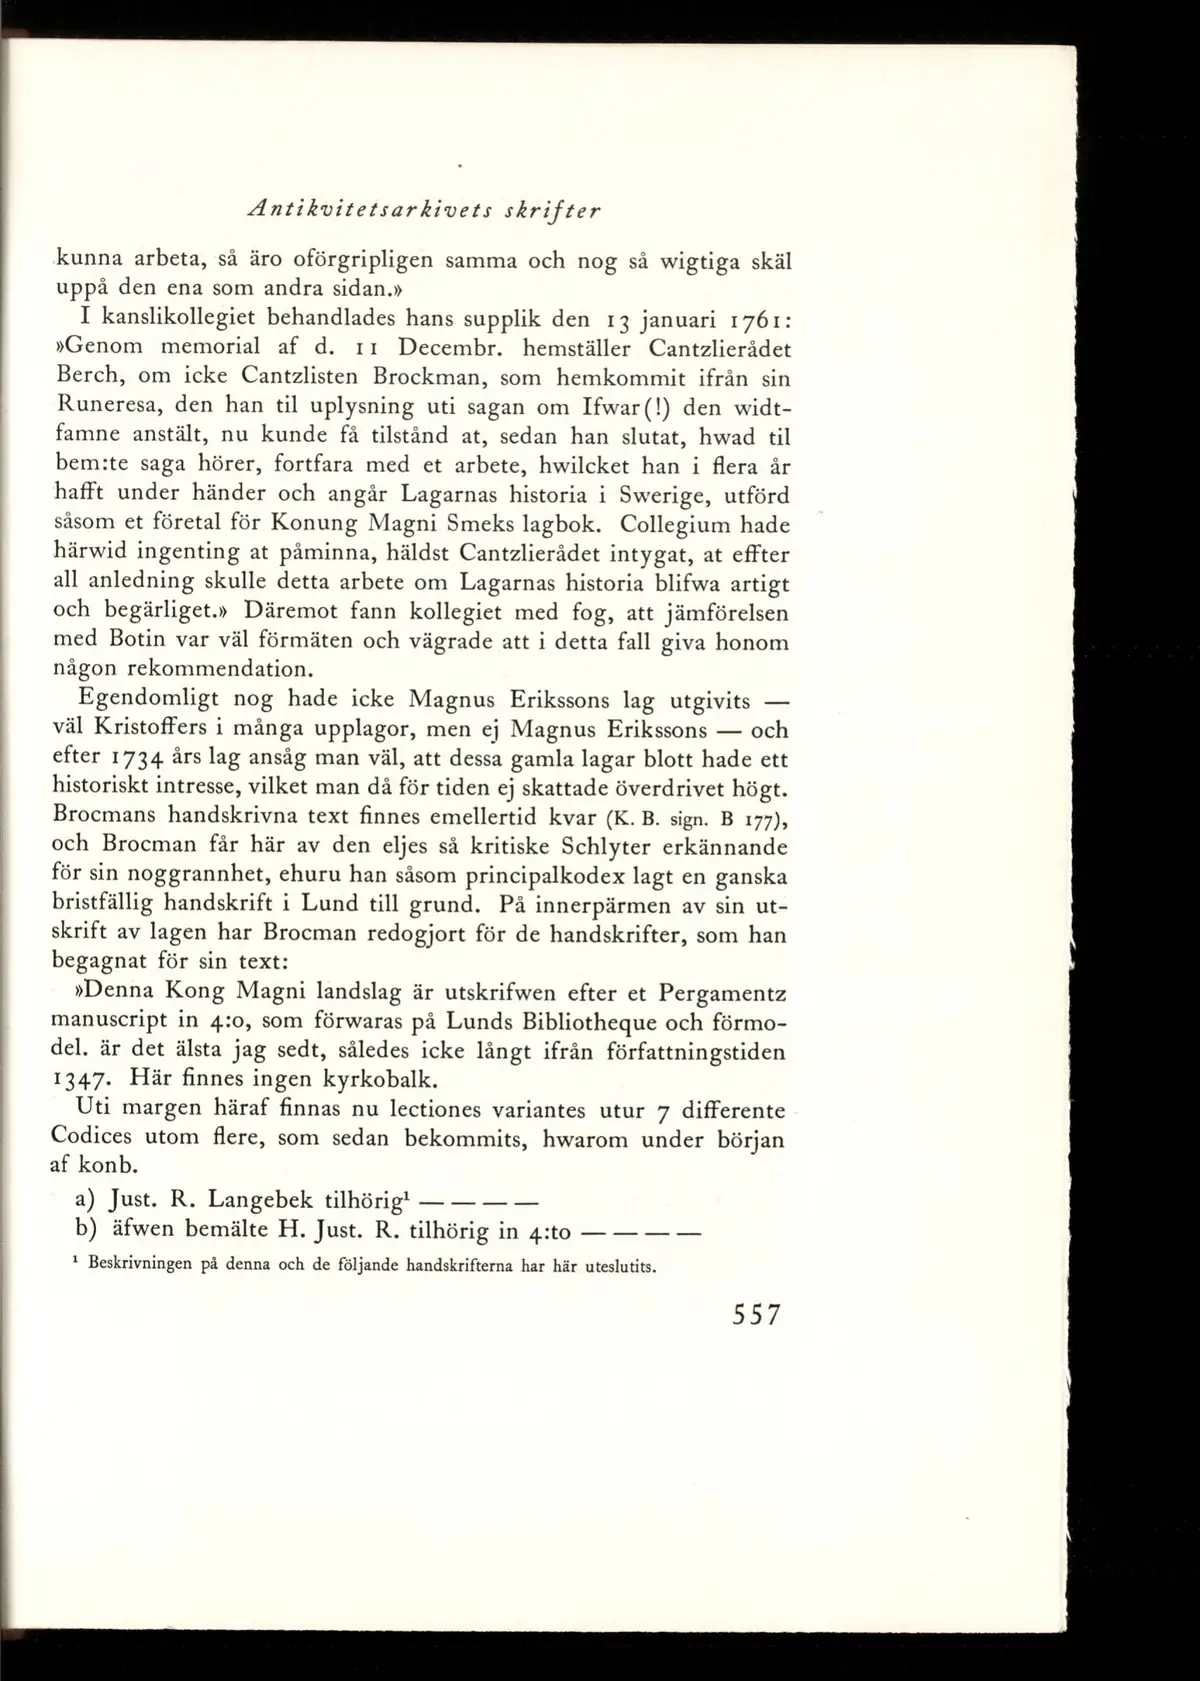 Antikvitetsarkivets skrifter
kunna arbeta, så äro oförgripligen samma och nog så wigtiga skäl
uppå den ena som andra sidan.»
I kanslikollegiet behandlades hans supplik den 13 januari 1761:
»Genom memorial af d. 11 Decembr. hemställer Cantzlierådet
Berch, om icke Cantzlisten Brockman, som hemkommit ifrån sin
Runeresa, den han til uplysning uti sagan om Ifwar(!) den widt-
famne anstält, nu kunde få tilstånd at, sedan han slutat, hwad til
bem:te saga hörer, fortfara med et arbete, hwilcket han i flera år
hafft under händer och angår Lagarnas historia i Swerige, utförd
såsom et företal för Konung Magni Smeks lagbok. Collegium hade
härwid ingenting at påminna, häldst Cantzlierådet intygat, at effter
all anledning skulle detta arbete om Lagarnas historia blifwa artigt
och begärliget.» Däremot fann kollegiet med fog, att jämförelsen
med Botin var väl förmäten och vägrade att i detta fall giva honom
någon rekommendation.
Egendomligt nog hade icke Magnus Erikssons lag utgivits —
väl Kristoffers i många upplagor, men ej Magnus Erikssons — och
efter 1734 års lag ansåg man väl, att dessa gamla lagar blott hade ett
historiskt intresse, vilket man då för tiden ej skattade överdrivet högt.
Brocmans handskrivna text finnes emellertid kvar (K. B. sign. B 177),
och Brocman får här av den eljes så kritiske Schlyter erkännande
för sin noggrannhet, ehuru han såsom principalkodex lagt en ganska
bristfällig handskrift i Lund till grund. På innerpärmen av sin ut-
skrift av lagen har Brocman redogjort för de handskrifter, som han
begagnat för sin text:
»Denna Kong Magni landslag är utskrifwen efter et Pergamentz
manuscript in 4:o, som förwaras på Lunds Bibliotheque och förmo-
del. är det älsta jag sedt, således icke långt ifrån författningstiden
1347. Här finnes ingen kyrkobalk.
Uti margen häraf finnas nu lectiones variantes utur 7 differente
Codices utom flere, som sedan bekommits, hwarom under början
af konb.
a) Just. R. Langebek tilhörig¹ — — — —
b) äfwen bemälte H. Just. R. tilhörig in 4:to — — — —
¹ Beskrivningen på denna och de följande handskrifterna har här uteslutits.
557